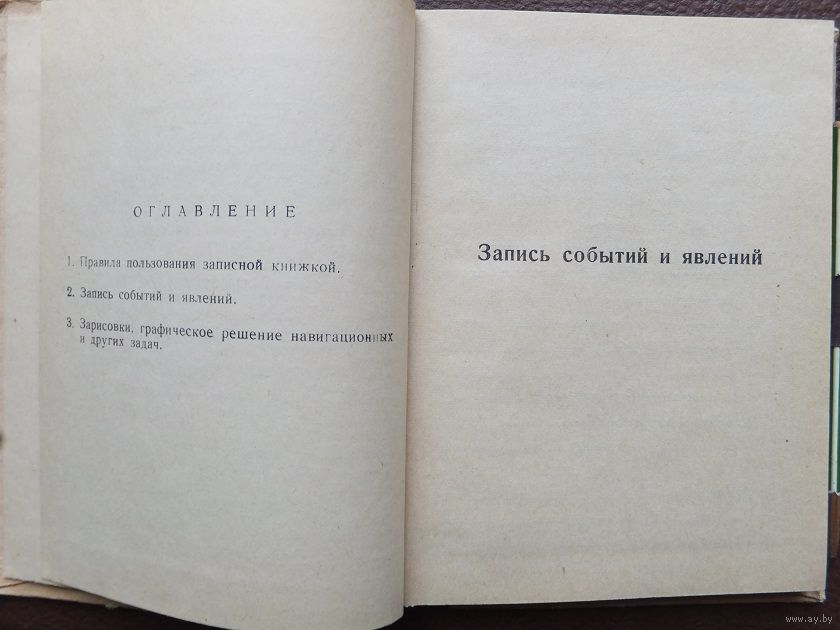 ОГЛАВЛЕНИЕ
1. Правила пользования записной книжкой.
2. Запись событий и явлений.
3. Зарисовки, графическое решение навигационных
и других задач.
Запись событий и явлений
www.ay.by